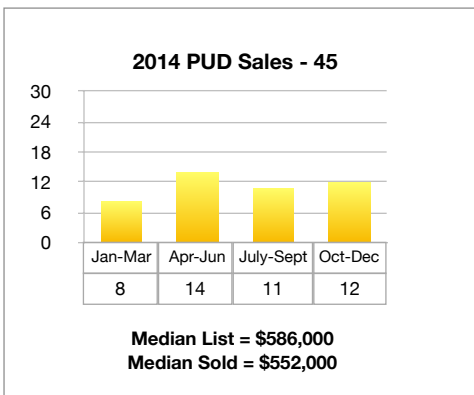 2014 PUD Sales - 45
30
24
18
12
6
0
Jan-Mar Apr-Jun July-Sept Oct-Dec
8 14 11 12
Median List = $586,000
Median Sold = $552,000